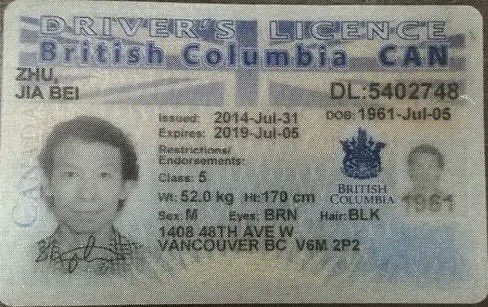 DRIVER'S LICENCE
British Columbia CAN
ZHU,
JIA BEI
DL:5402748
Issued: 2014-Jul-31 DOB: 1961-Jul-05
Expires: 2019-Jul-05
Restrictions/
Endorsements:
Class: 5
Wt: 52.0 kg Ht: 170 cm
Sex: M Eyes: BRN Hair: BLK
1408 48TH AVE W
VANCOUVER BC V6M 2P2
BRITISH
COLUMBIA
1961
CANADA